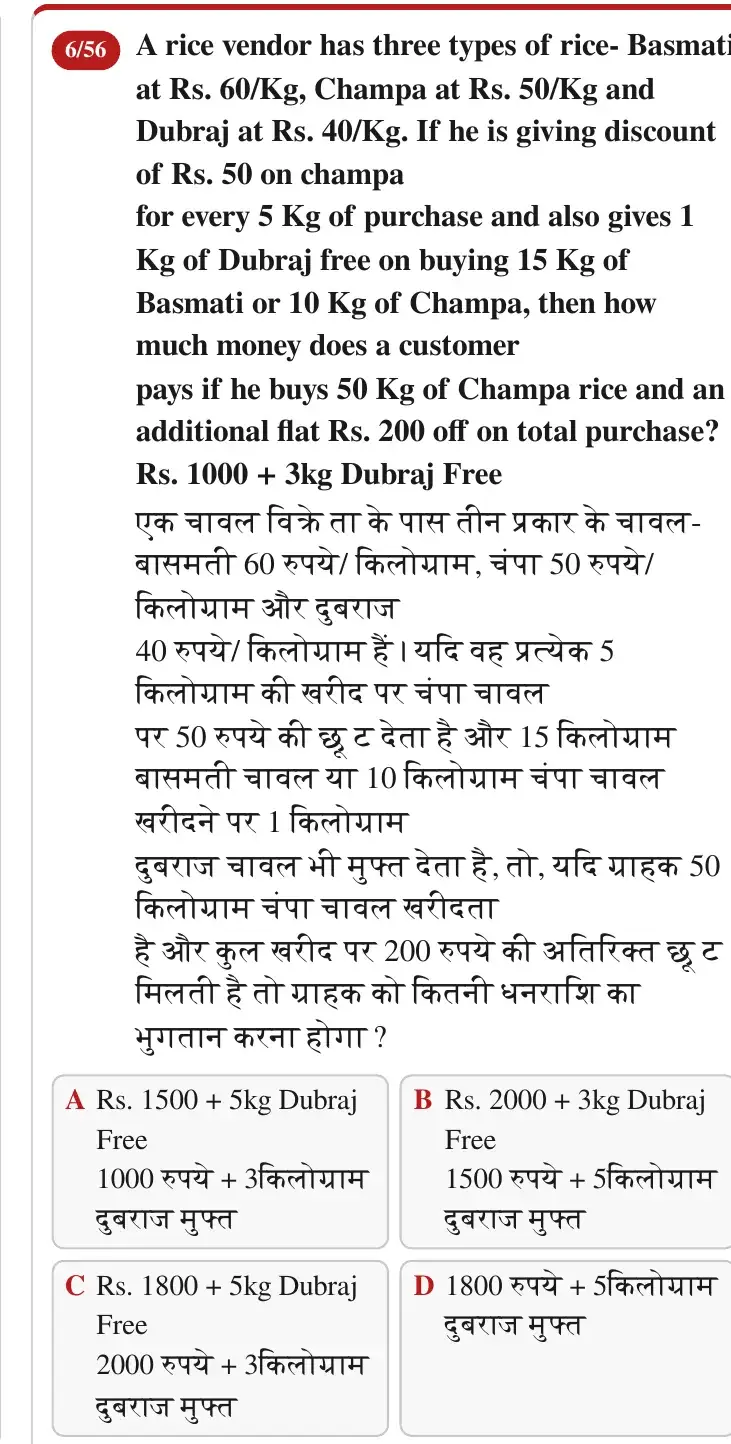 6/56 A rice vendor has three types of rice- Basmati
at Rs. 60/Kg, Champa at Rs. 50/Kg and
Dubraj at Rs. 40/Kg. If he is giving discount
of Rs. 50 on champa
for every 5 Kg of purchase and also gives 1
Kg of Dubraj free on buying 15 Kg of
Basmati or 10 Kg of Champa, then how
much money does a customer
pays if he buys 50 Kg of Champa rice and an
additional flat Rs. 200 off on total purchase?
Rs. 1000 + 3kg Dubraj Free
एक चावल विक्रे ता के पास तीन प्रकार के चावल-
बासमती 60 रुपये/ किलोग्राम, चंपा 50 रुपये/
किलोग्राम और दुबराज
40 रुपये/ किलोग्राम हैं। यदि वह प्रत्येक 5
किलोग्राम की खरीद पर चंपा चावल
पर 50 रुपये की छू ट देता है और 15 किलोग्राम
बासमती चावल या 10 किलोग्राम चंपा चावल
खरीदने पर 1 किलोग्राम
दुबराज चावल भी मुफ्त देता है, तो, यदि ग्राहक 50
किलोग्राम चंपा चावल खरीदता
है और कुल खरीद पर 200 रुपये की अतिरिक्त छू ट
मिलती है तो ग्राहक को कितनी धनराशि का
भुगतान करना होगा ?
A Rs. 1500 + 5kg Dubraj
Free
1000 रुपये + 3किलोग्राम
दुबराज मुफ्त
B Rs. 2000 + 3kg Dubraj
Free
1500 रुपये + 5किलोग्राम
दुबराज मुफ्त
C Rs. 1800 + 5kg Dubraj
Free
2000 रुपये + 3किलोग्राम
दुबराज मुफ्त
D 1800 रुपये + 5किलोग्राम
दुबराज मुफ्त